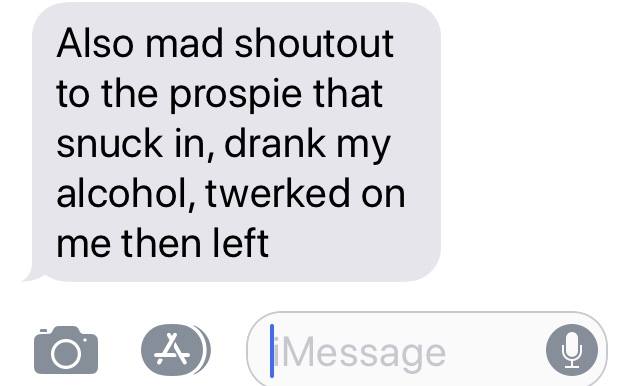 Also mad shoutout
to the prospie that
snuck in, drank my
alcohol, twerked on
me then left
iMessage